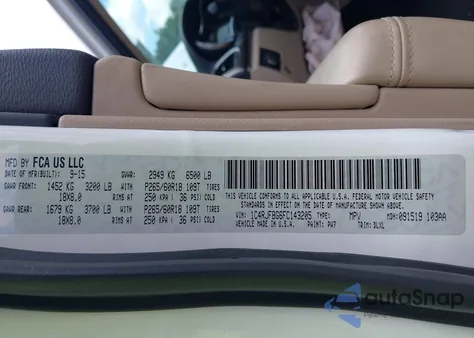 MFD BY FCA US LLC
DATE OF MFR(BUILT): 9-15 GVWR: 2949 KG 6500 LB
GAWR FRONT: 1452 KG 3200 LB WITH P265/60R18 109T TIRES
18X8.0 RIMS AT 250 KPA( 36 PSI) COLD
GAWR REAR: 1679 KG 3700 LB WITH P265/60R18 109T TIRES
18X8.0 RIMS AT 250 KPA( 36 PSI) COLD
THIS VEHICLE CONFORMS TO ALL APPLICABLE U.S.A. FEDERAL MOTOR VEHICLE
STANDARDS IN EFFECT ON THE DATE OF MANUFACTURE SHOWN ABOVE.
VIN: 1C4RJFBG6FC143205 TYPE: MPV MDH: 091519 103AA
VEHICLE MADE IN U.S.A. PAINT: PW7 TRIM: DLXL
autoSnap